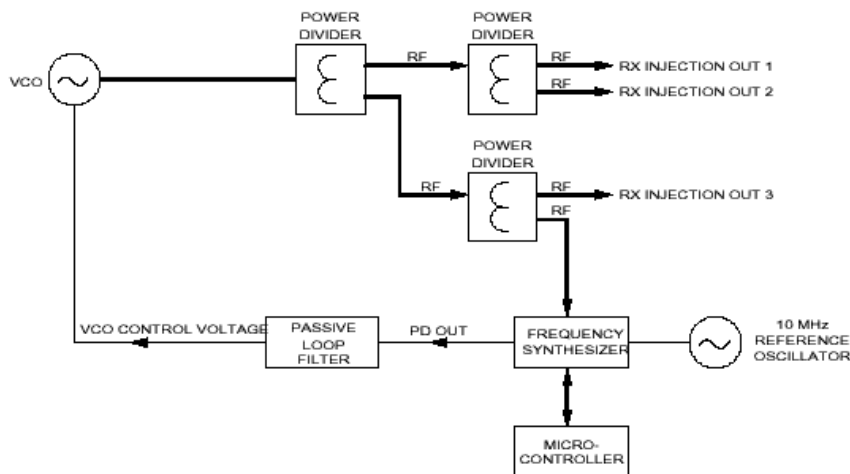 POWER
DIVIDER
POWER
DIVIDER
VCO
RF
RF
RX INJECTION OUT 1
RF
RX INJECTION OUT 2
POWER
DIVIDER
RF
RF
RX INJECTION OUT 3
RF
VCO CONTROL VOLTAGE
PASSIVE
LOOP
FILTER
PD OUT
FREQUENCY
SYNTHESIZER
10 MHz
REFERENCE
OSCILLATOR
MICRO-
CONTROLLER